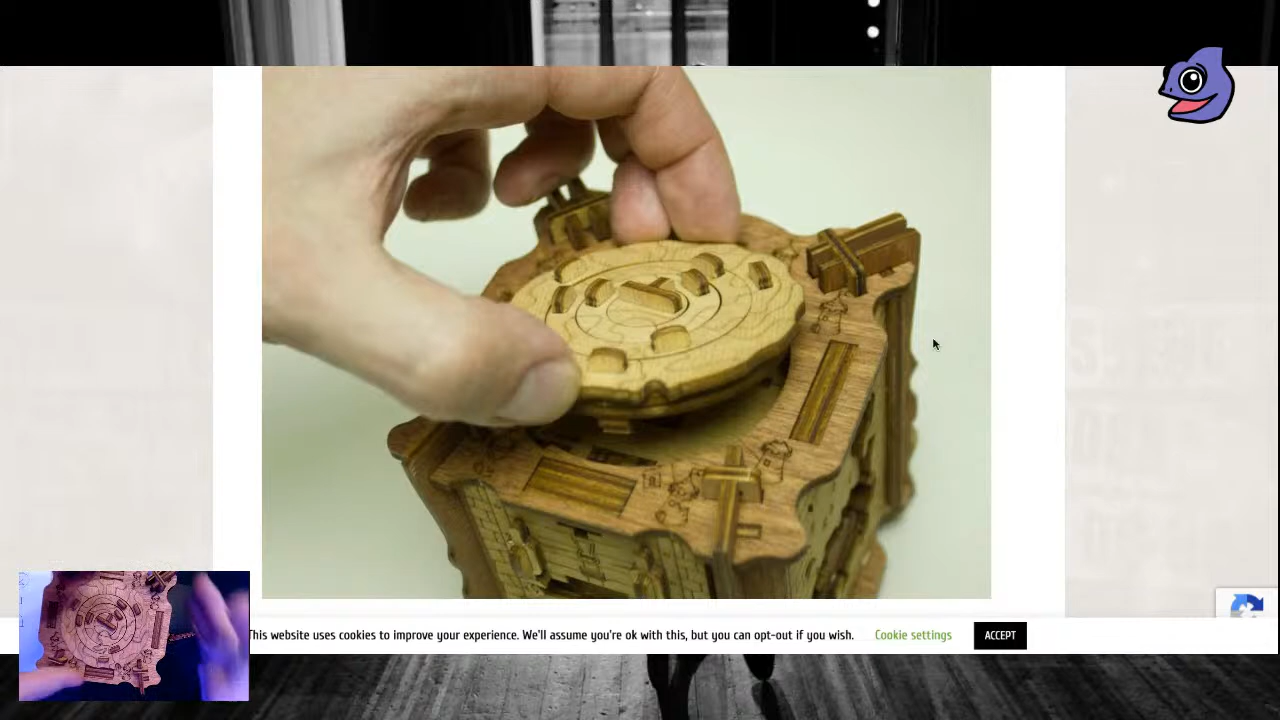 This website uses cookies to improve your experience. We'll assume you're ok with this, but you can opt-out if you wish. Cookie settings ACCEPT